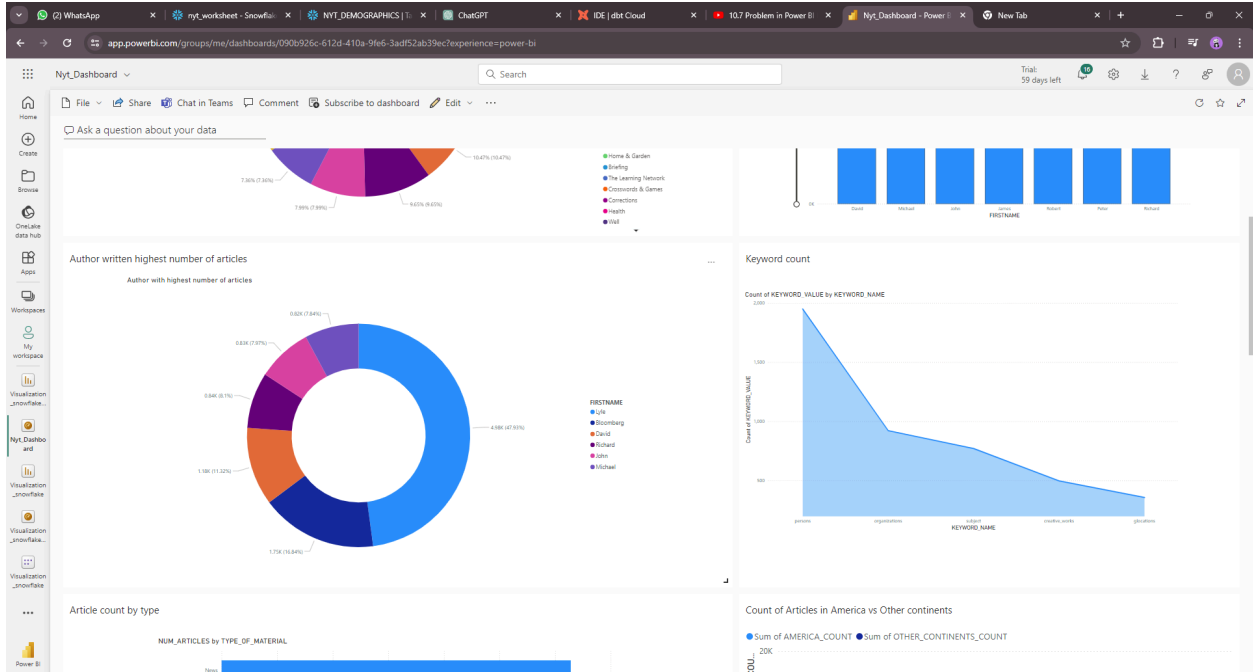 (2) WhatsApp
nyt_worksheet - Snowflak
NYT_DEMOGRAPHICS | Ta
ChatGPT
IDE | dbt Cloud
10.7 Problem in Power BI
Nyt_Dashboard - Power B
New Tab
app.powerbi.com/groups/me/dashboards/090b926c-612d-410a-9fe6-3adf52ab39ec?experience=power-bi
Nyt_Dashboard
Search
Trial:
59 days left
16
File
Share
Chat in Teams
Comment
Subscribe to dashboard
Edit
Home
Create
Browse
OneLake
data hub
Apps
Workspaces
My
workspace
Visualization
_snowflake...
Nyt_Dashbo
ard
Visualization
_snowflake
Visualization
_snowflake...
Visualization
_snowflake
Power BI
Ask a question about your data
10.47% (10.47%)
7.36% (7.36%)
7.99% (7.99%)
9.65% (9.65%)
Home & Garden
Briefing
The Learning Network
Crosswords & Games
Corrections
Health
Well
0K
David
Michael
John
James
Robert
Peter
Richard
FIRSTNAME
Author written highest number of articles
Author with highest number of articles
0.82K (7.84%)
0.83K (7.97%)
0.84K (8.1%)
1.18K (11.32%)
1.75K (16.84%)
4.98K (47.93%)
FIRSTNAME
Lyle
Bloomberg
David
Richard
John
Michael
Keyword count
Count of KEYWORD_VALUE by KEYWORD_NAME
2,000
1,500
1,000
500
Count of KEYWORD_VALUE
persons
organizations
subject
creative_works
glocations
KEYWORD_NAME
Article count by type
NUM_ARTICLES by TYPE_OF_MATERIAL
News
Count of Articles in America vs Other continents
Sum of AMERICA_COUNT
Sum of OTHER_CONTINENTS_COUNT
20K